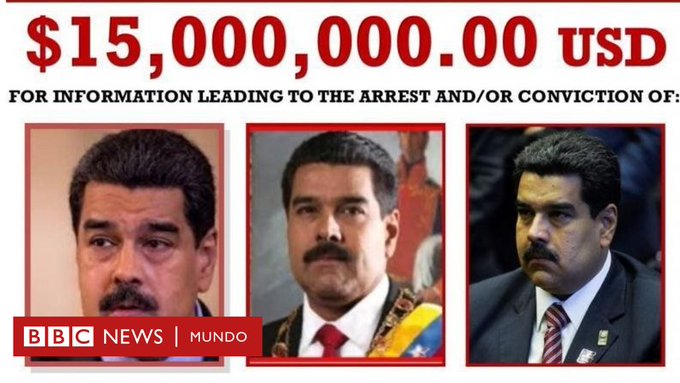 $15,000,000.00 USD
FOR INFORMATION LEADING TO THE ARREST AND/OR CONVICTION OF:
BBC NEWS | MUNDO